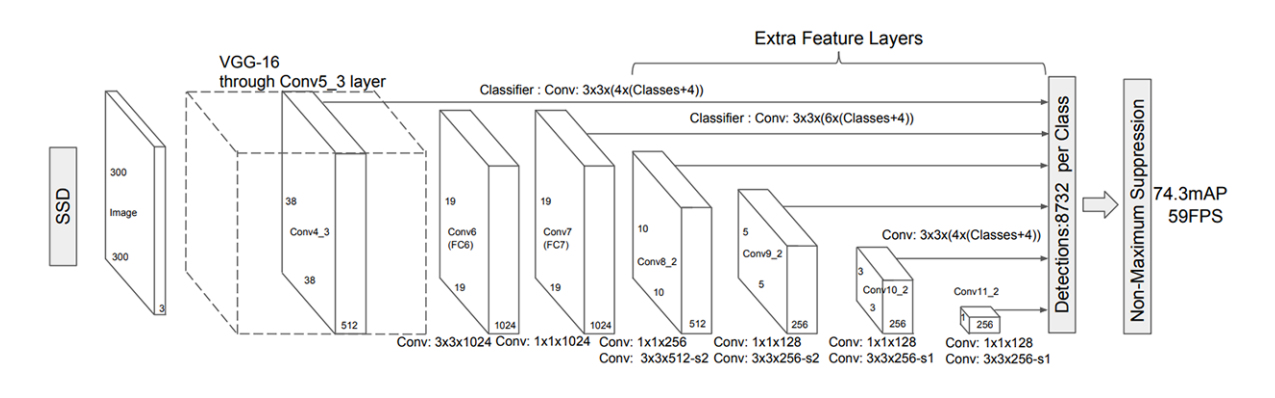 Extra Feature Layers
VGG-16
through Conv5_3 layer
Classifier : Conv: 3x3x(4x(Classes+4))
Classifier : Conv: 3x3x(6x(Classes+4))
SSD
300
Image
300
3
38
Conv4_3
38
512
19
Conv6
(FC6)
19
1024
19
Conv7
(FC7)
19
1024
10
Conv8_2
10
512
5
Conv9_2
5
256
Conv: 3x3x(4x(Classes+4))
3
Conv10_2
3
256
Conv11_2
1
256
Detections:8732 per Class
Non-Maximum Suppression
74.3mAP
59FPS
Conv: 3x3x1024
Conv: 1x1x1024
Conv: 1x1x256
Conv: 3x3x512-s2
Conv: 1x1x128
Conv: 3x3x256-s2
Conv: 1x1x128
Conv: 3x3x256-s1
Conv: 1x1x128
Conv: 3x3x256-s1